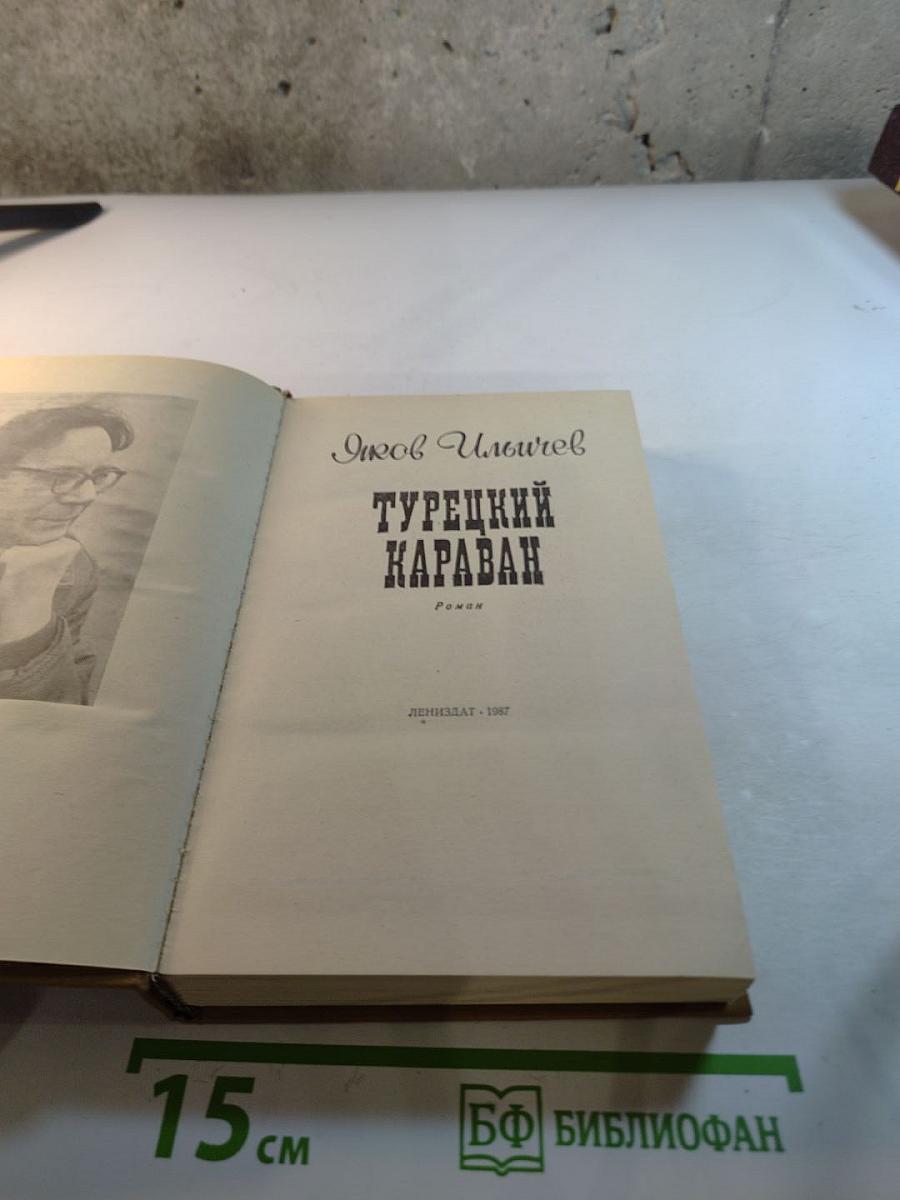 Яков Ильичев
ТУРЕЦКИЙ
КАРАВАН
Роман
ЛЕНИЗДАТ • 1987
15 см
БФ БИБЛИОФАН